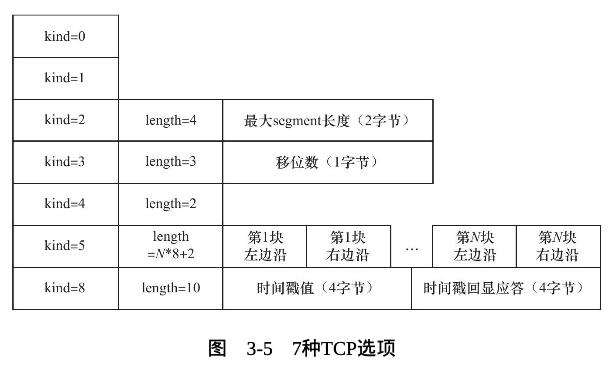 kind=0
kind=1
kind=2 length=4 最大segment长度（2字节）
kind=3 length=3 移位数（1字节）
kind=4 length=2
kind=5 length =N*8+2 第1块左边沿 第1块右边沿 … 第N块左边沿 第N块右边沿
kind=8 length=10 时间戳值（4字节） 时间戳回显应答（4字节）
图 3-5 7种TCP选项